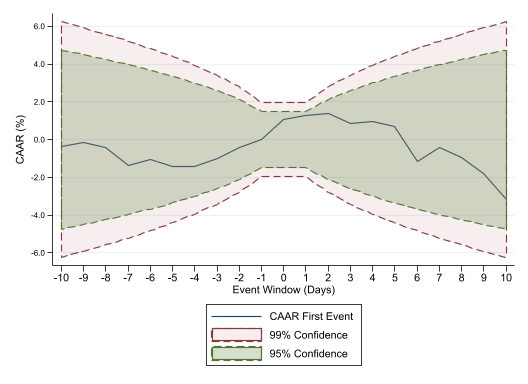 CAAR (%)
6.0
4.0
2.0
0.0
-2.0
-4.0
-6.0
-10 -9 -8 -7 -6 -5 -4 -3 -2 -1 0 1 2 3 4 5 6 7 8 9 10
Event Window (Days)
CAAR First Event
99% Confidence
95% Confidence